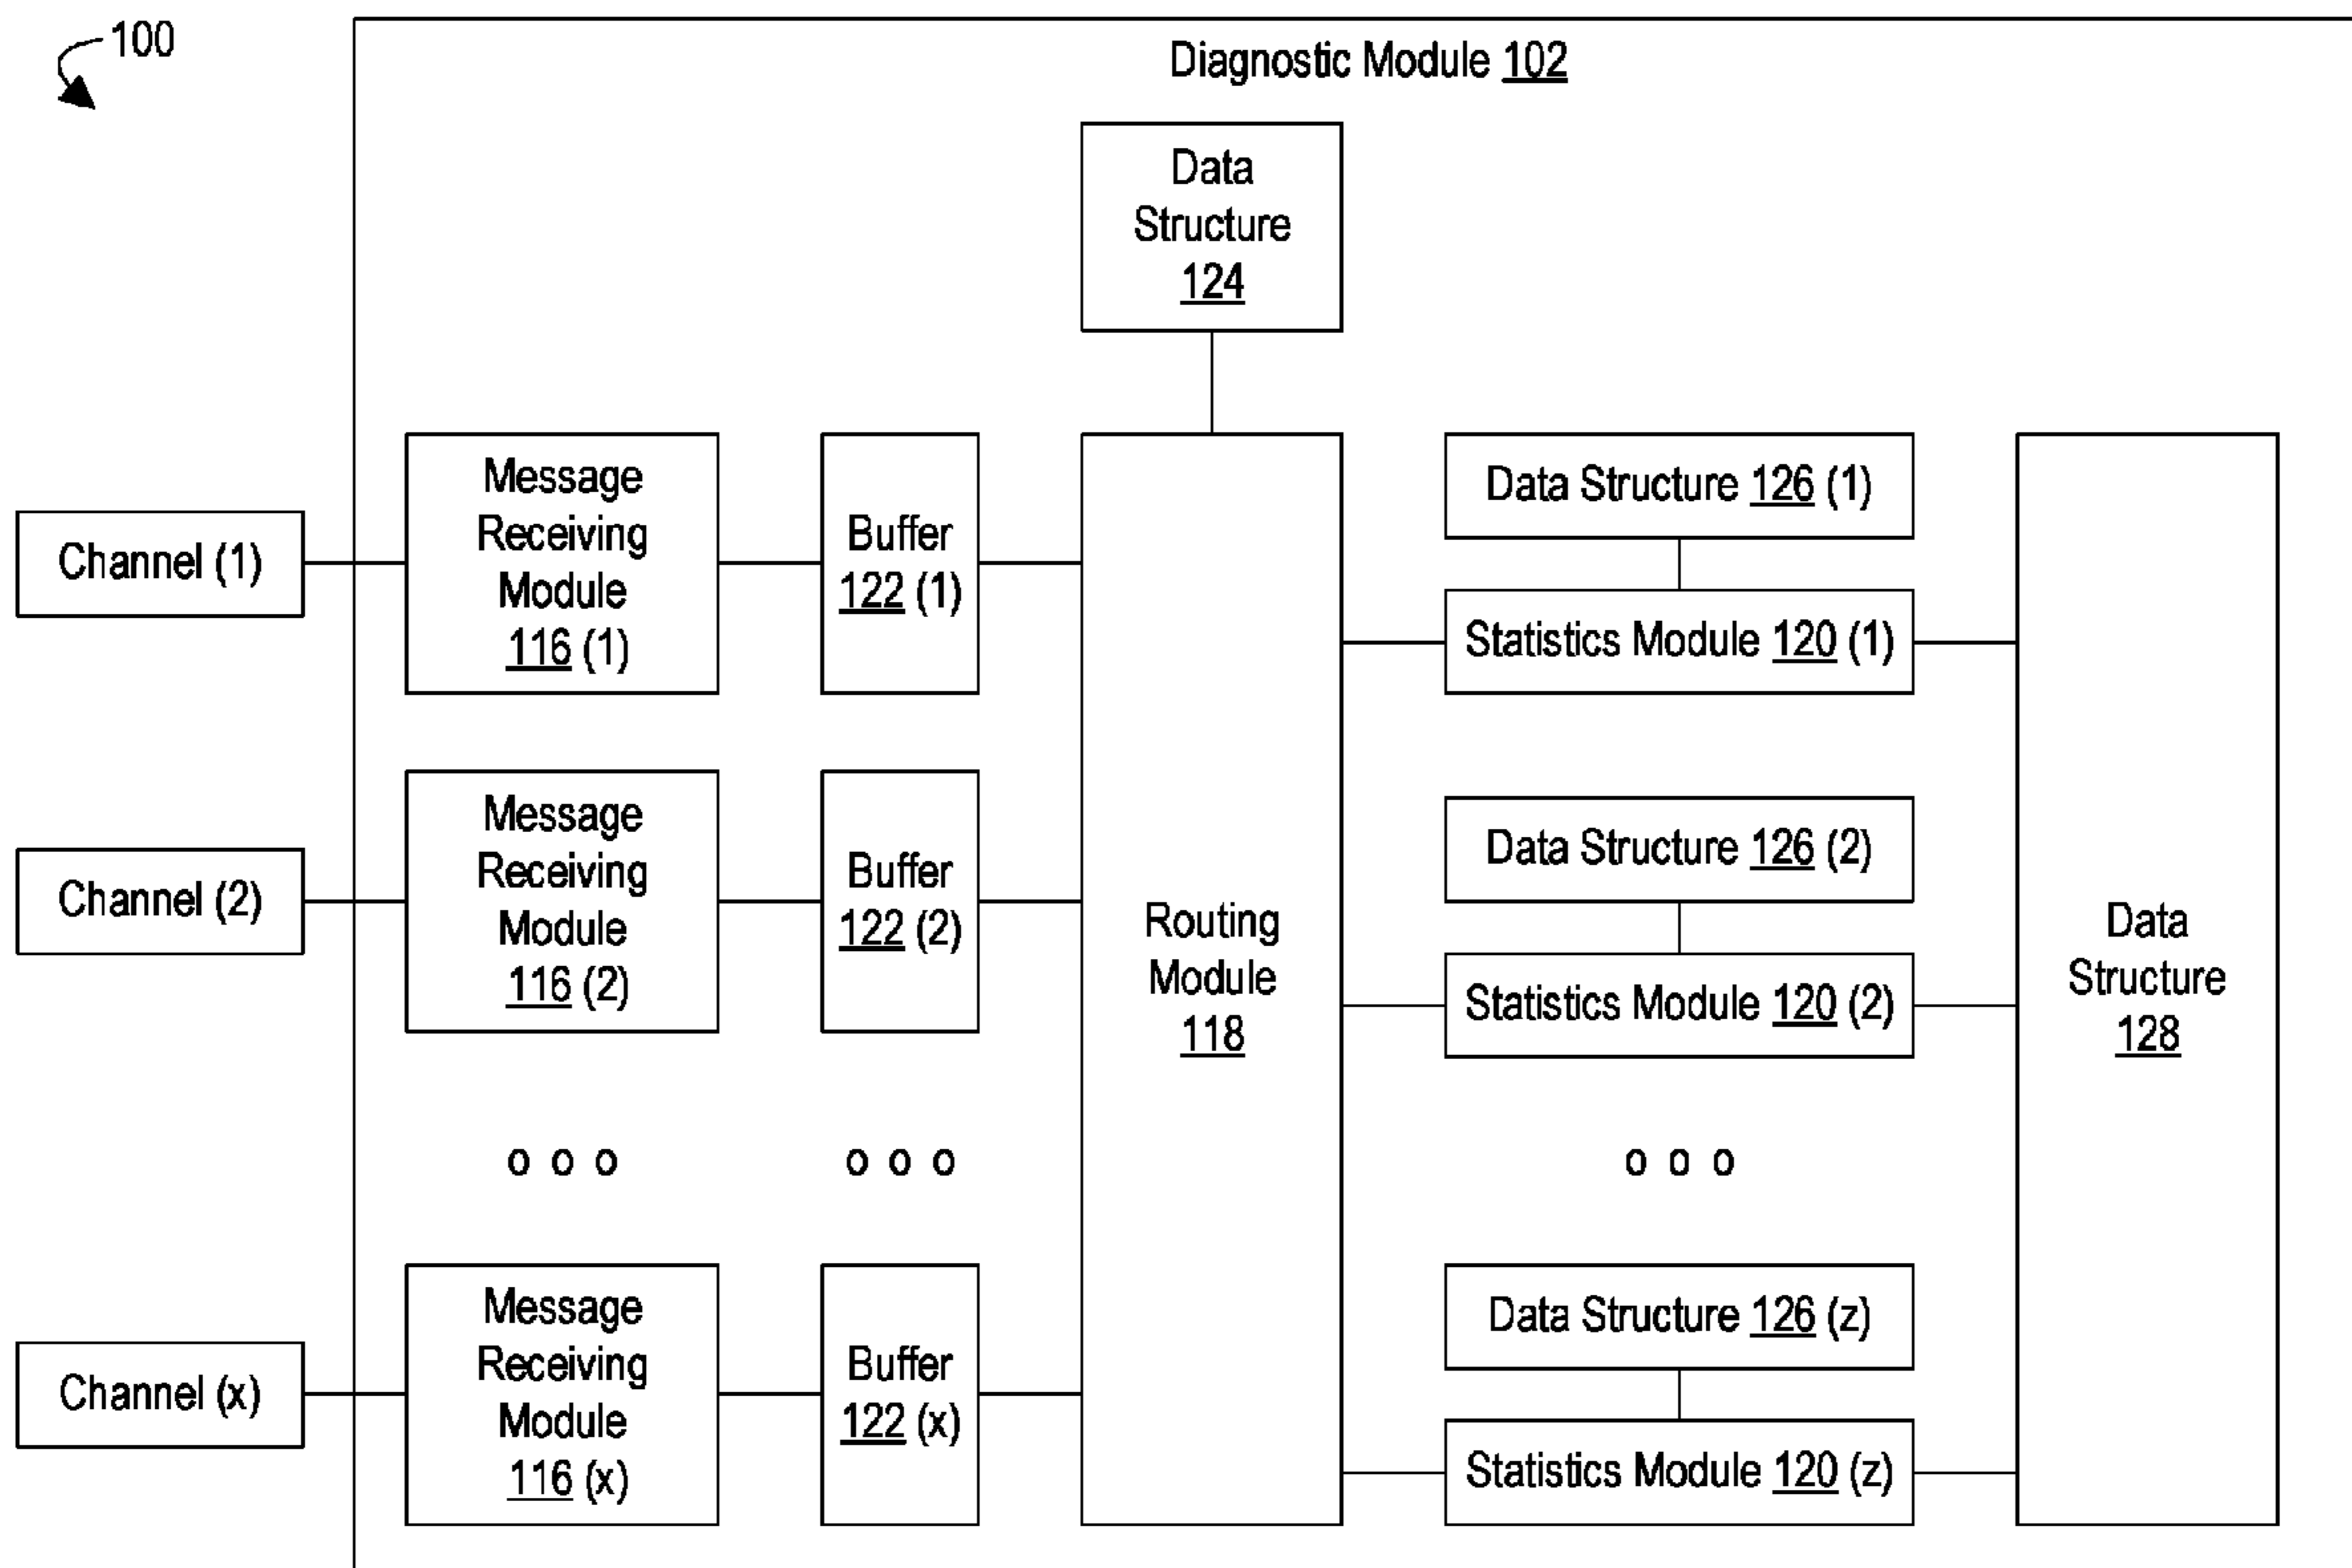 100
Diagnostic Module 102
Data
Structure
124
Channel (1)
Message
Receiving
Module
116 (1)
Buffer
122 (1)
Data Structure 126 (1)
Statistics Module 120 (1)
Channel (2)
Message
Receiving
Module
116 (2)
Buffer
122 (2)
Routing
Module
118
Data Structure 126 (2)
Statistics Module 120 (2)
Data
Structure
128
o o o
o o o
o o o
Channel (x)
Message
Receiving
Module
116 (x)
Buffer
122 (x)
Data Structure 126 (z)
Statistics Module 120 (z)